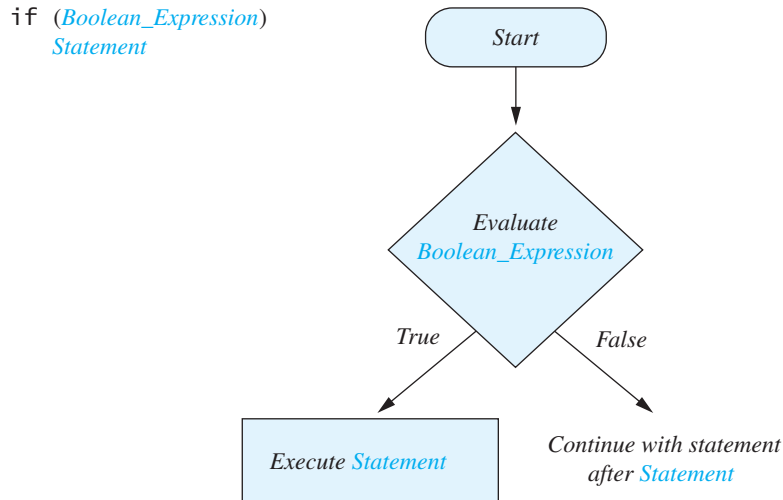 if (Boolean_Expression)
Statement
Start
Evaluate
Boolean_Expression
True
False
Execute Statement
Continue with statement
after Statement